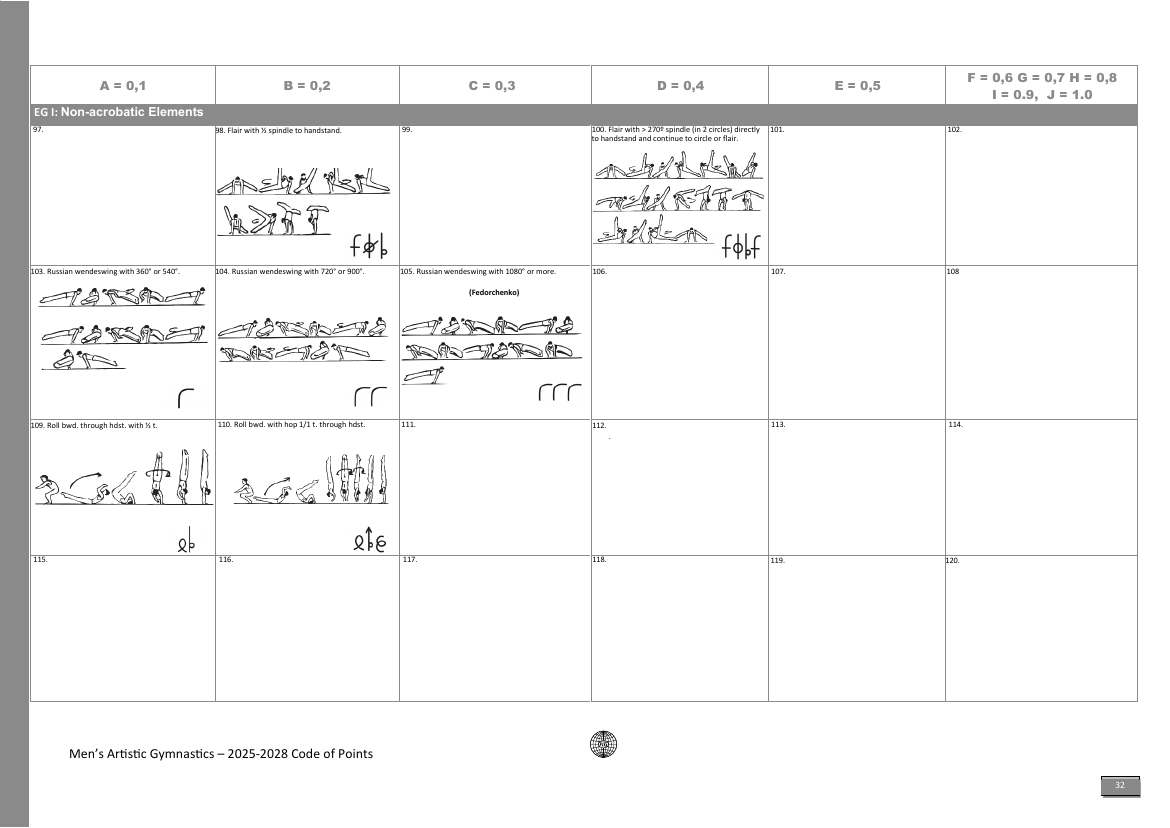 A = 0,1
B = 0,2
C = 0,3
D = 0,4
E = 0,5
F = 0,6 G = 0,7 H = 0,8
I = 0.9, J = 1.0
EG I: Non-acrobatic Elements
97.
98. Flair with ½ spindle to handstand.
99.
100. Flair with > 270º spindle (in 2 circles) directly
to handstand and continue to circle or flair.
101.
102.
103. Russian wendeswing with 360° or 540°.
104. Russian wendeswing with 720° or 900°.
105. Russian wendeswing with 1080° or more.
(Fedorchenko)
106.
107.
108
109. Roll bwd. through hdst. with ½ t.
110. Roll bwd. with hop 1/1 t. through hdst.
111.
112.
113.
114.
115.
116.
117.
118.
119.
120.
Men's Artistic Gymnastics – 2025-2028 Code of Points
32